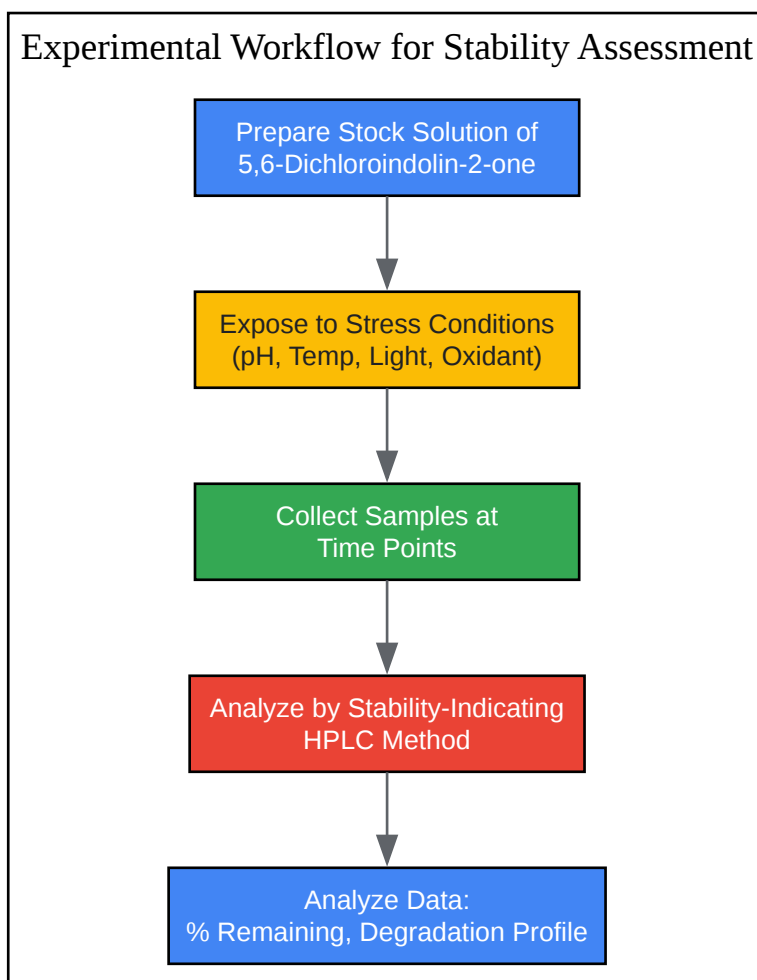 Experimental Workflow for Stability Assessment
Prepare Stock Solution of
5,6-Dichloroindolin-2-one
Expose to Stress Conditions
(pH, Temp, Light, Oxidant)
Collect Samples at
Time Points
Analyze by Stability-Indicating
HPLC Method
Analyze Data:
% Remaining, Degradation Profile